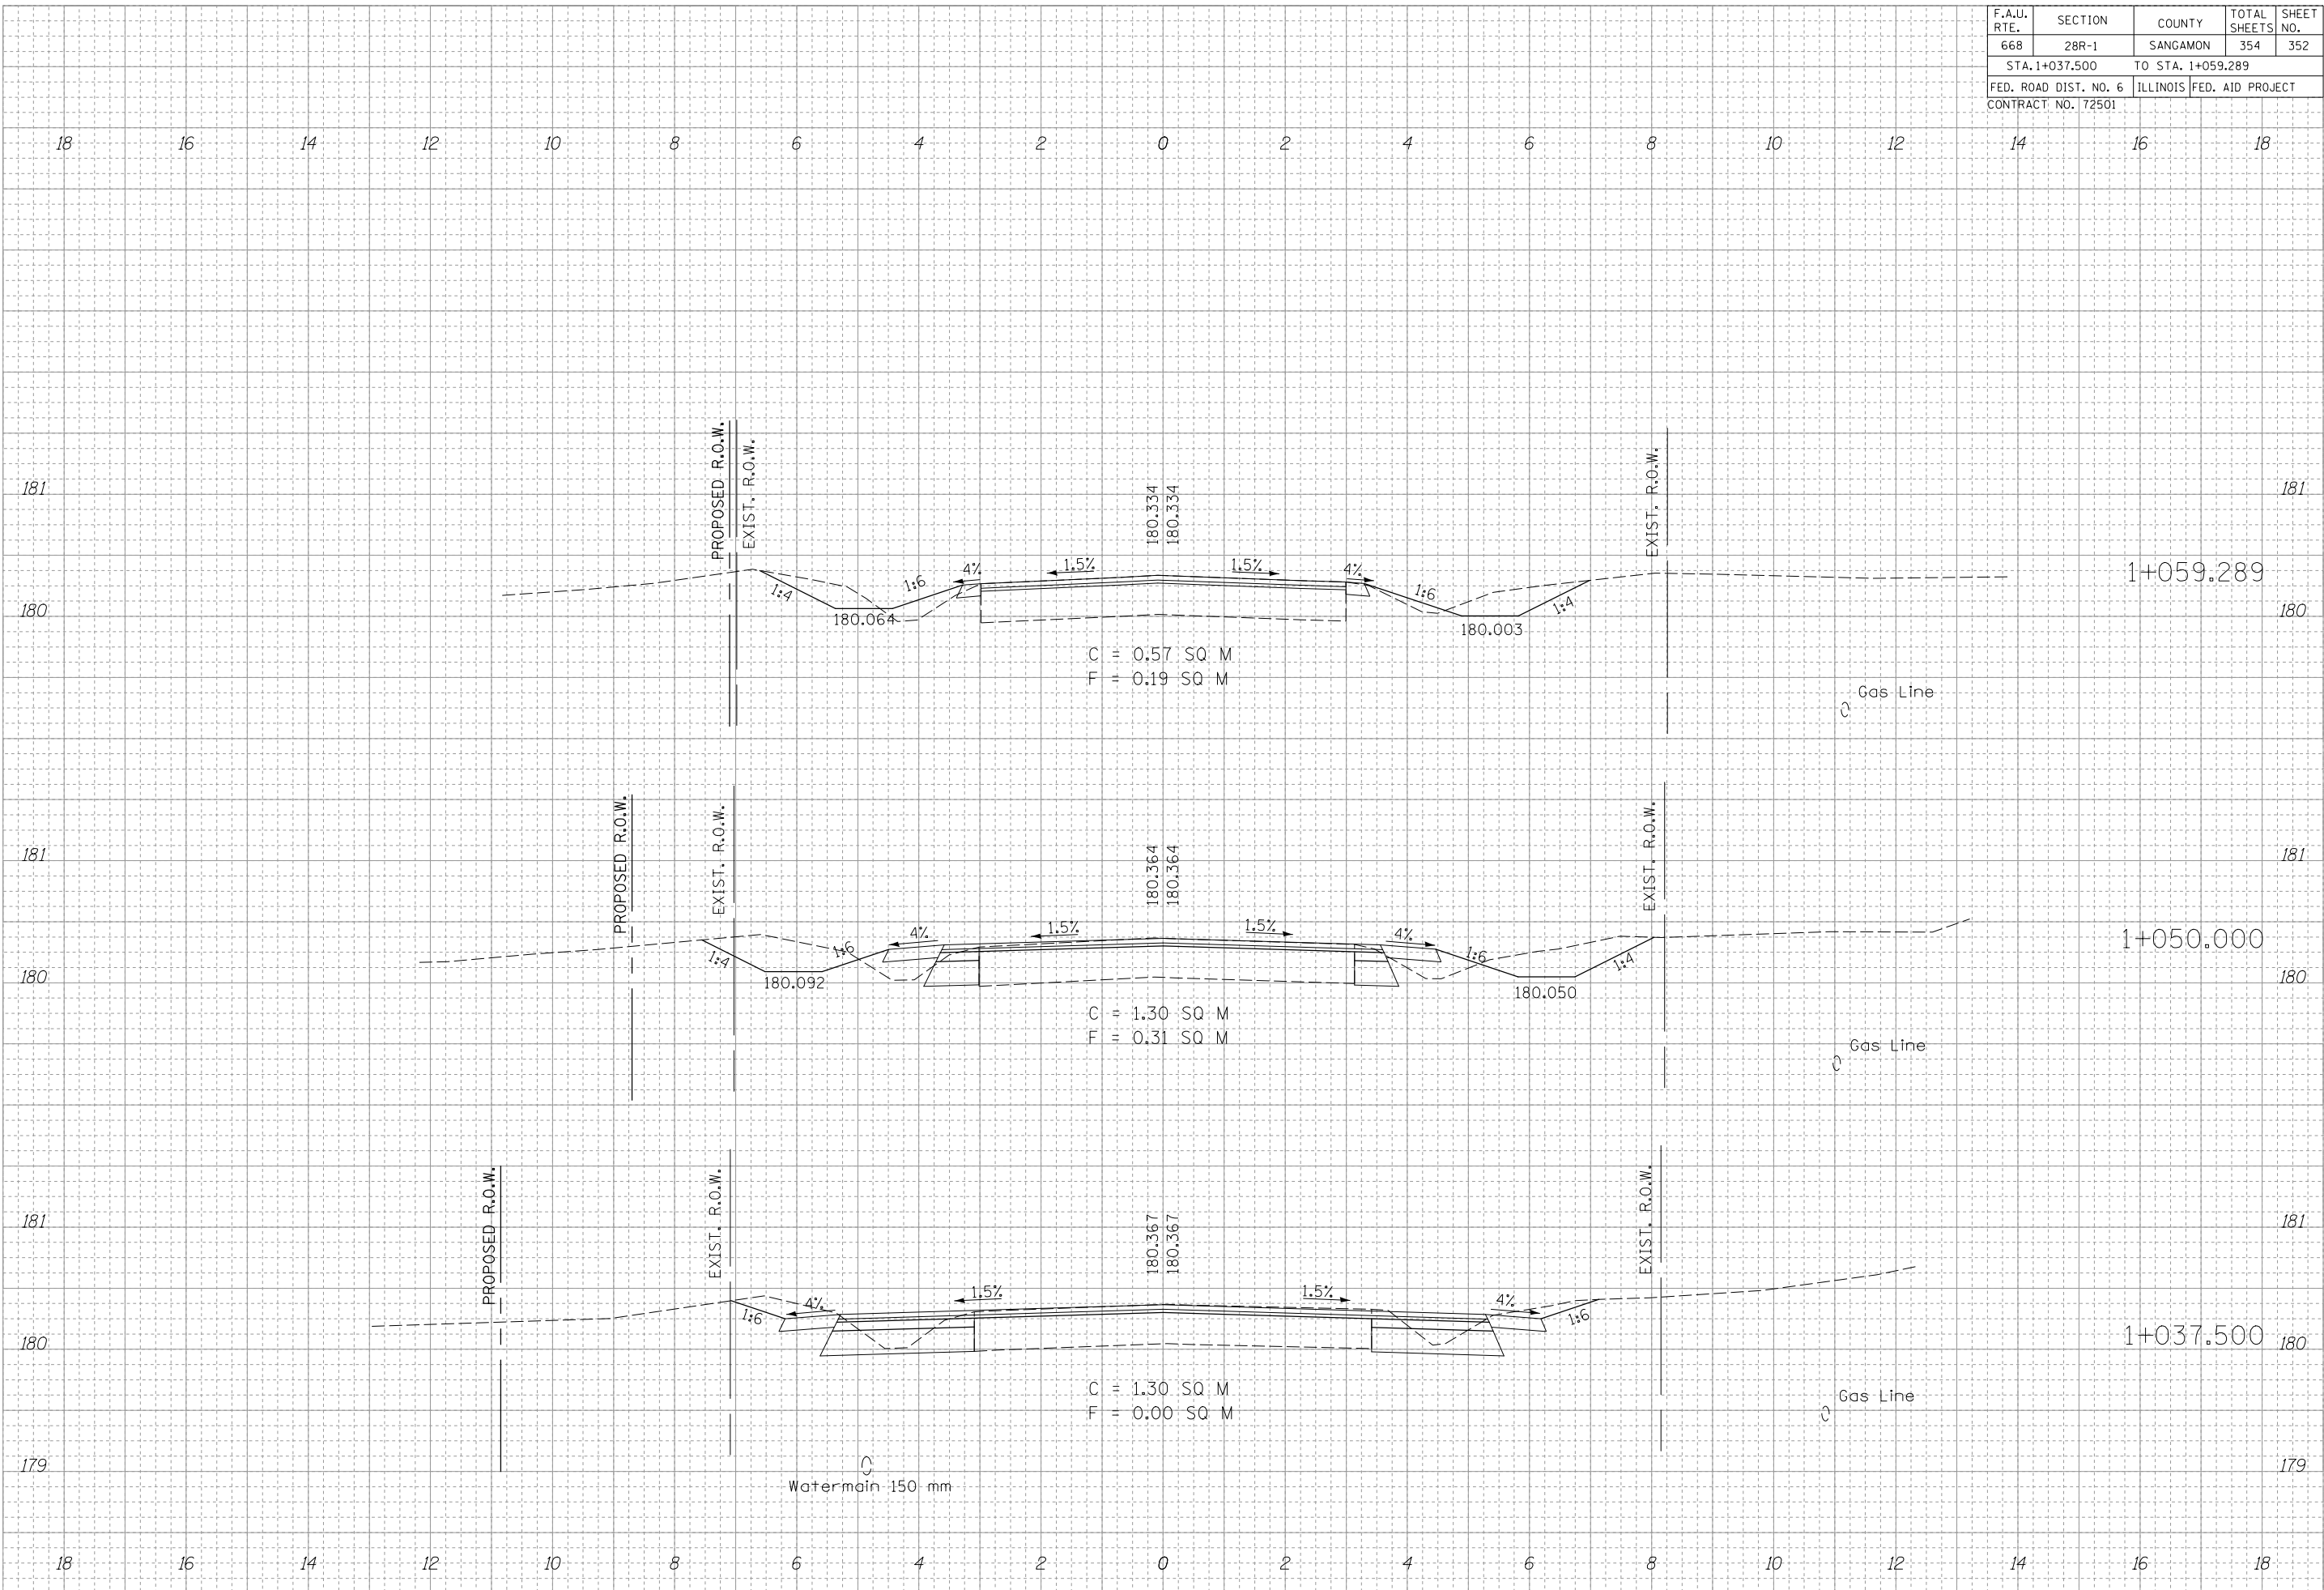 F.A.U. RTE. SECTION COUNTY TOTAL SHEETS SHEET NO.
668 28R-1 SANGAMON 354 352
STA. 1+037.500 TO STA. 1+059.289
FED. ROAD DIST. NO. 6 ILLINOIS FED. AID PROJECT
CONTRACT NO. 72501
18 16 14 12 10 8 6 4 2 0 2 4 6 8 10 12 14 16 18
PROPOSED R.O.W.
EXIST. R.O.W.
180.334
180.334
EXIST. R.O.W.
181 181
1:4 1:6 4% 1.5% 1.5% 4% 1:6 1:4
1+059.289
180 180
180.064 180.003
C = 0.57 SQ M
F = 0.19 SQ M
Gas Line
PROPOSED R.O.W.
EXIST. R.O.W.
180.364
180.364
EXIST. R.O.W.
181 181
1:4 1:6 4% 1.5% 1.5% 4% 1:6 1:4
1+050.000
180 180
180.092 180.050
C = 1.30 SQ M
F = 0.31 SQ M
Gas Line
PROPOSED R.O.W.
EXIST. R.O.W.
180.367
180.367
EXIST. R.O.W.
181 181
1:6 4% 1.5% 1.5% 4% 1:6
1+037.500
180 180
C = 1.30 SQ M
F = 0.00 SQ M
Gas Line
179 179
Watermain 150 mm
18 16 14 12 10 8 6 4 2 0 2 4 6 8 10 12 14 16 18